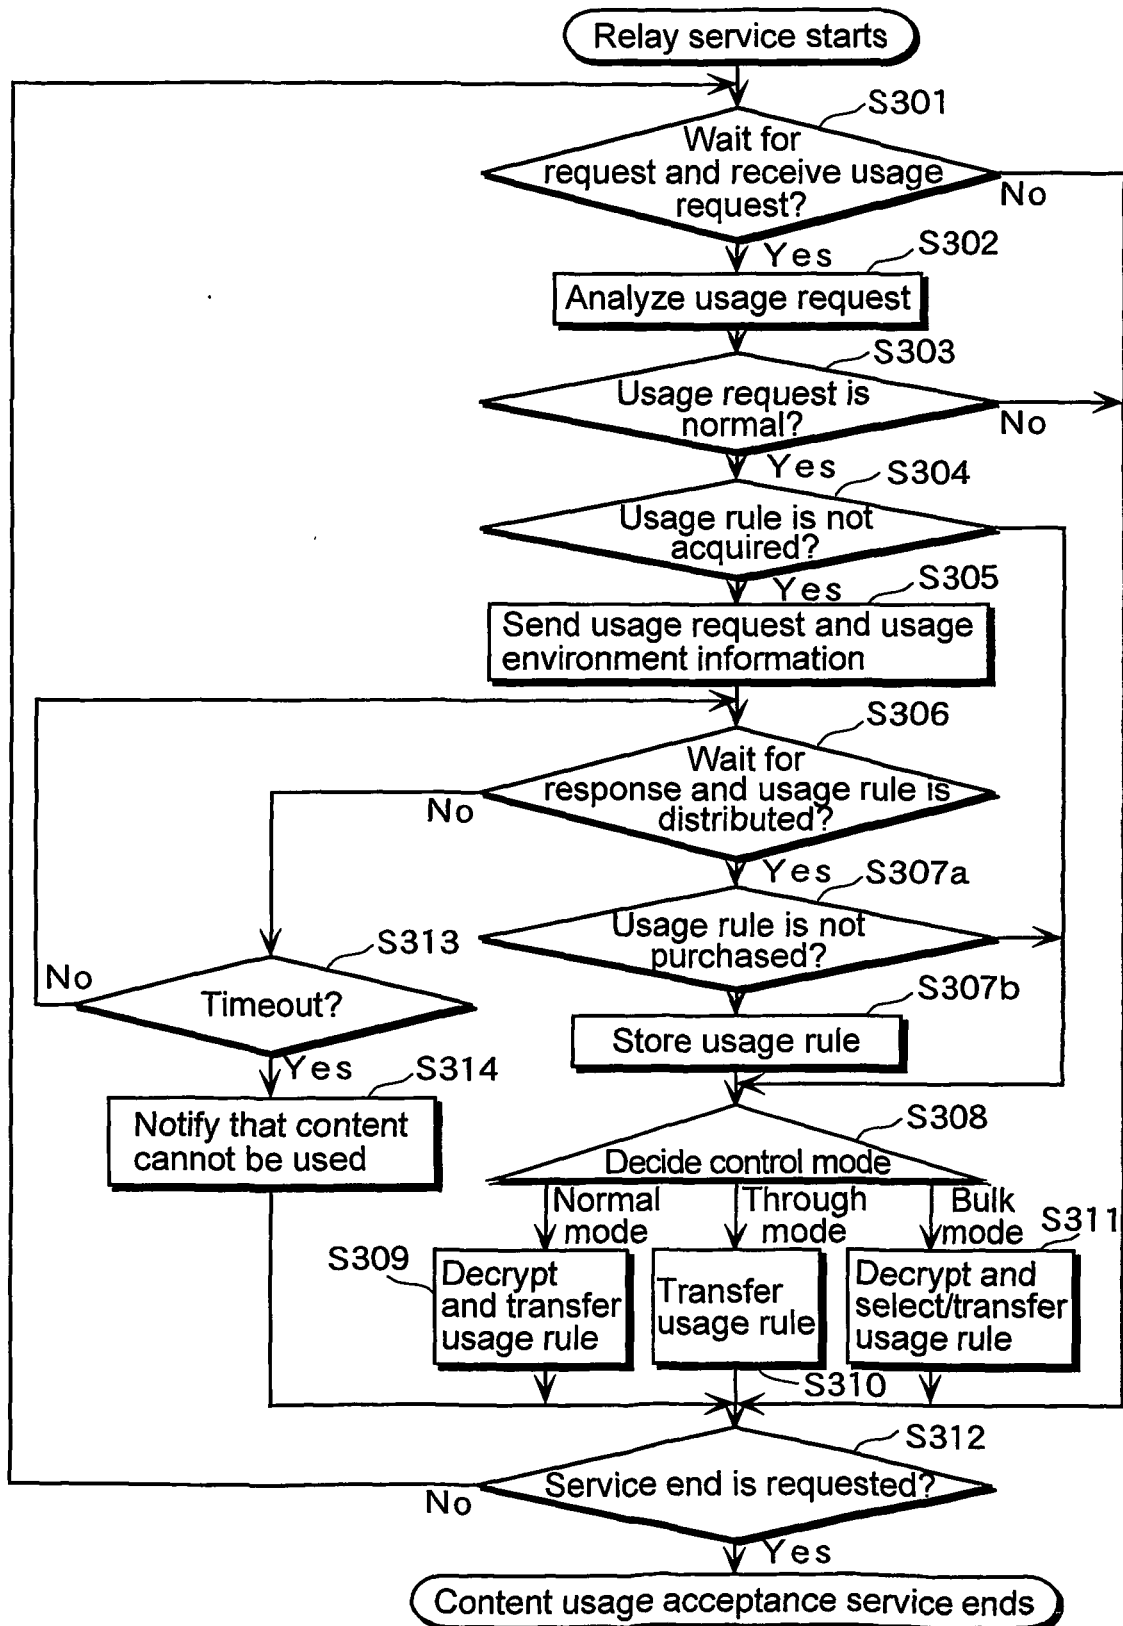 Relay service starts
S301
Wait for
request and receive usage
request?
No
Yes
S302
Analyze usage request
S303
Usage request is
normal?
No
Yes
S304
Usage rule is not
acquired?
Yes
S305
Send usage request and usage
environment information
S306
Wait for
response and usage rule is
distributed?
No
Yes
S307a
Usage rule is not
purchased?
S313
No
Timeout?
S307b
Store usage rule
Yes
S314
Notify that content
cannot be used
S308
Decide control mode
Normal
mode
Through
mode
Bulk
mode
S311
S309
Decrypt
and transfer
usage rule
Transfer
usage rule
Decrypt and
select/transfer
usage rule
S310
S312
Service end is requested?
No
Yes
Content usage acceptance service ends